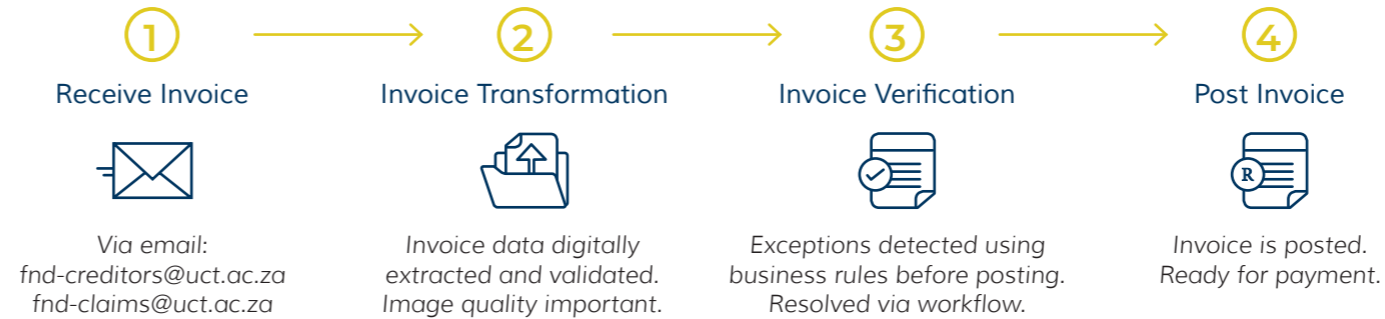 1
2
3
4
Receive Invoice
Invoice Transformation
Invoice Verification
Post Invoice
R
Via email:
fnd-creditors@uct.ac.za
fnd-claims@uct.ac.za
Invoice data digitally
extracted and validated.
Image quality important.
Exceptions detected using
business rules before posting.
Resolved via workflow.
Invoice is posted.
Ready for payment.